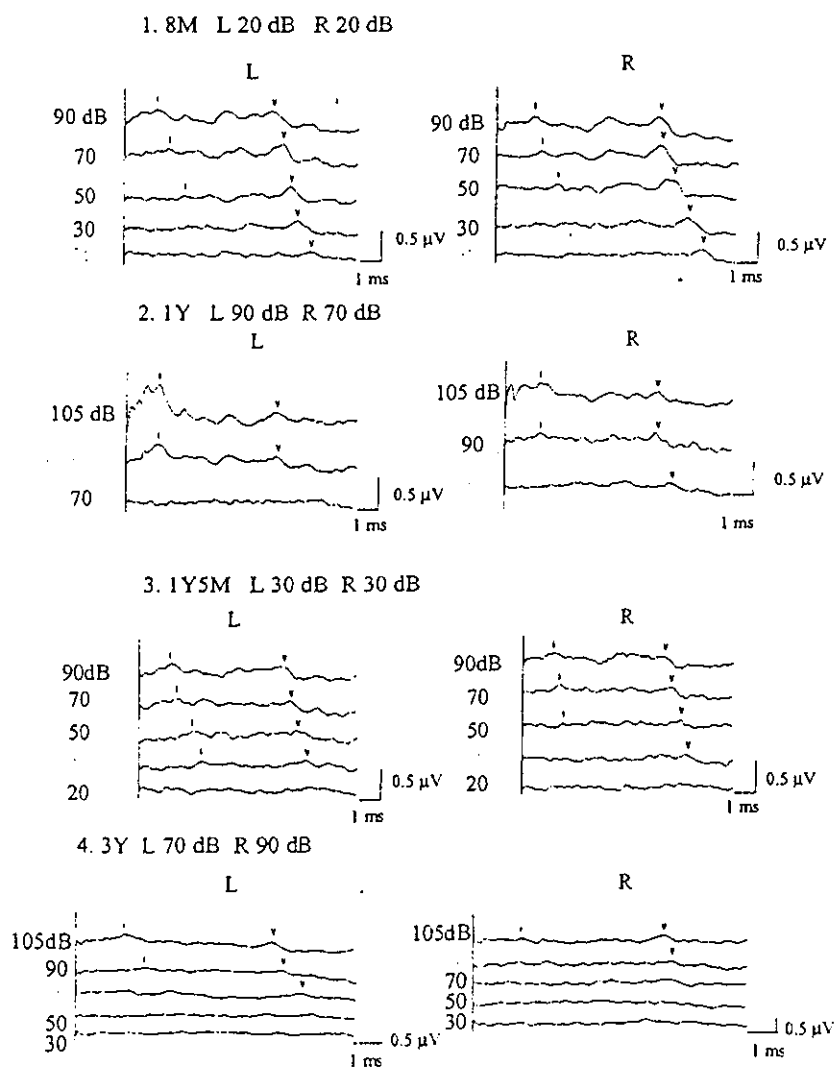 1. 8M L 20 dB R 20 dB
L
R
90 dB
70
50
30
0.5 µV
1 ms
90 dB
70
50
30
0.5 µV
1 ms
2. 1Y L 90 dB R 70 dB
L
R
105 dB
70
0.5 µV
1 ms
105 dB
90
0.5 µV
1 ms
3. 1Y5M L 30 dB R 30 dB
L
R
90dB
70
50
20
0.5 µV
1 ms
90dB
70
50
20
0.5 µV
1 ms
4. 3Y L 70 dB R 90 dB
L
R
105dB
90
50
30
0.5 µV
1 ms
105dB
70
50
30
0.5 µV
1 ms